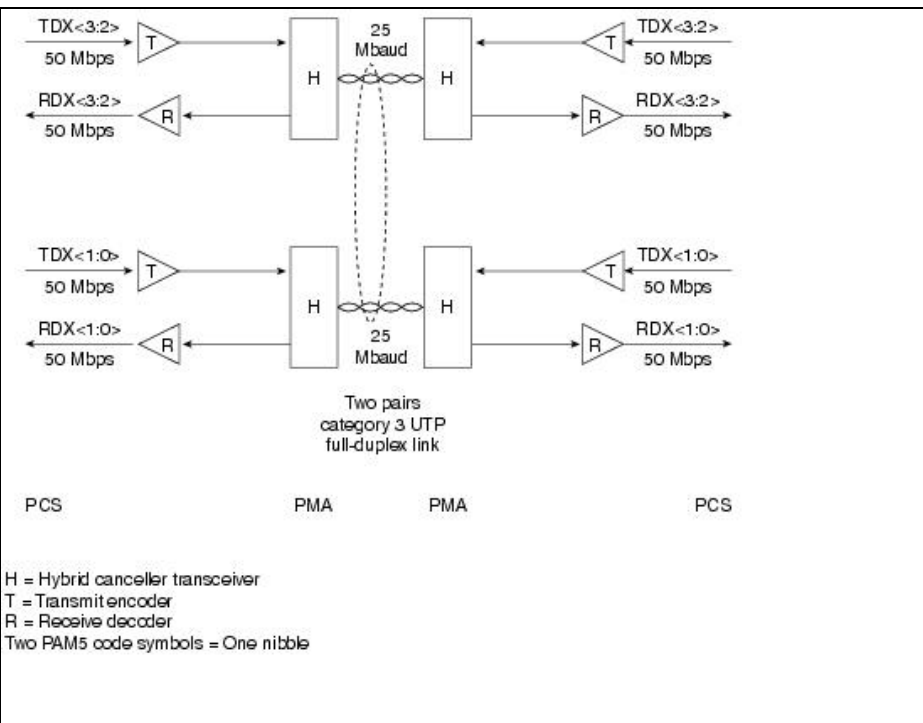 TDX<3:2>
50 Mbps
T
25
Mbaud
TDX<3:2>
50 Mbps
T
H
H
RDX<3:2>
50 Mbps
R
RDX<3:2>
50 Mbps
R
TDX<1:0>
50 Mbps
T
TDX<1:0>
50 Mbps
T
H
H
RDX<1:0>
50 Mbps
R
25
Mbaud
RDX<1:0>
50 Mbps
R
Two pairs
category 3 UTP
full-duplex link
PCS PMA PMA PCS
H = Hybrid canceller transceiver
T = Transmit encoder
R = Receive decoder
Two PAM5 code symbols = One nibble